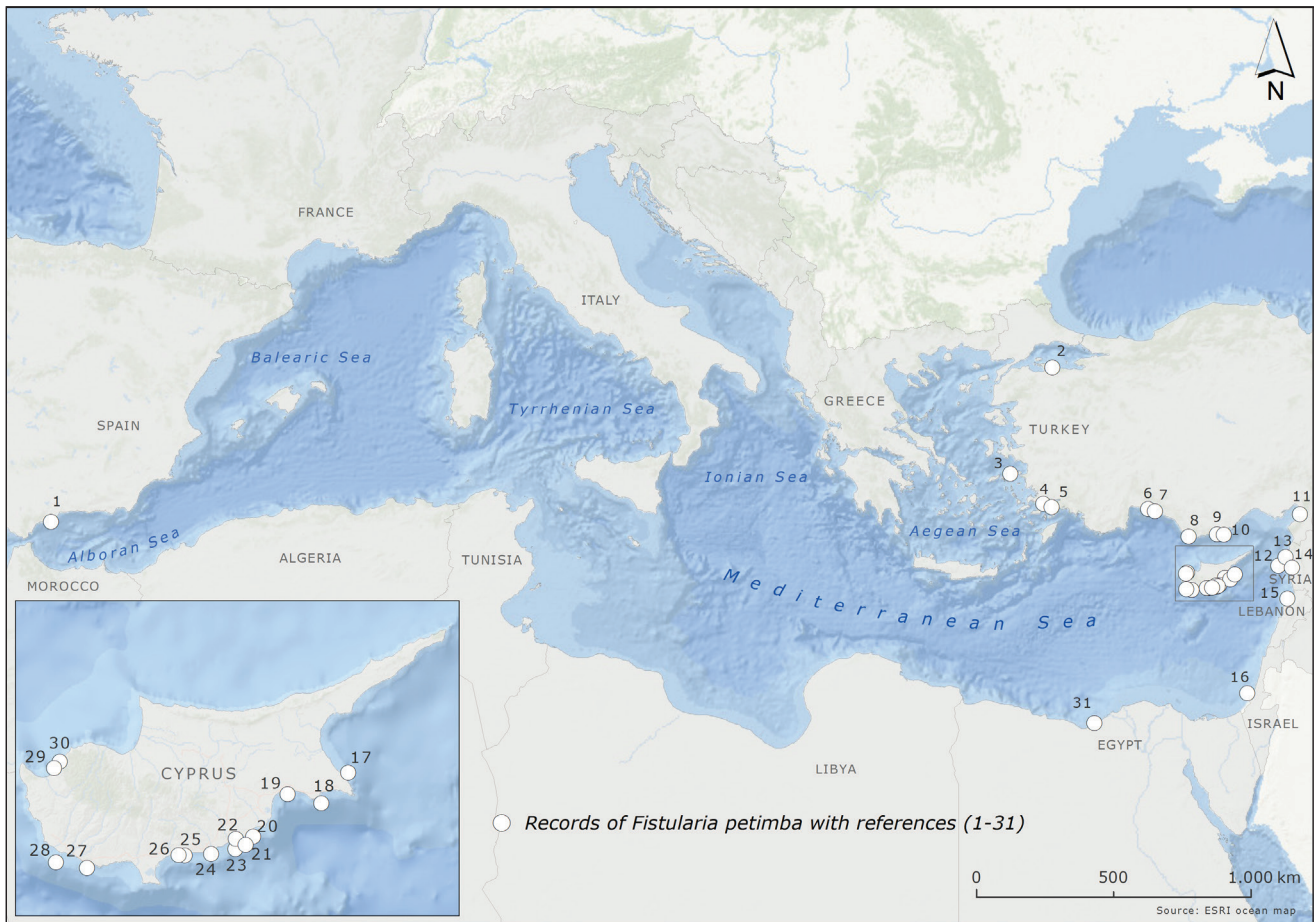 N
FRANCE
ITALY
Balearic Sea
2
Tyrrhenian Sea
GREECE
SPAIN
TURKEY
3
Ionian Sea
1
4 5
6 7
11
8
9
10
Aegean Sea
Alboran Sea
ALGERIA
TUNISIA
13
12
14
MOROCCO
SYRIA
Mediterranean Sea
15
LEBANON
16
31
ISRAEL
EGYPT
LIBYA
30
29
CYPRUS
17
19
18
22
20
25
26
21
28
27
24
23
Records of Fistularia petimba with references (1-31)
0 500 1.000 km
Source: ESRI ocean map